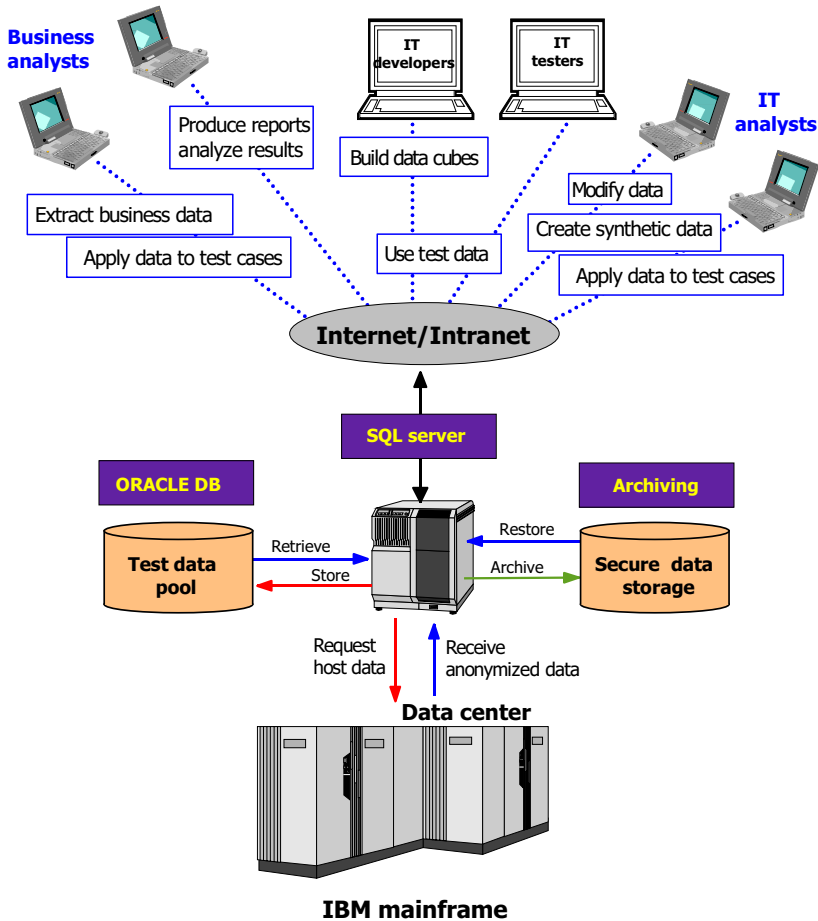 Business
analysts
IT
developers
IT
testers
IT
analysts
Produce reports
analyze results
Build data cubes
Modify data
Extract business data
Create synthetic data
Apply data to test cases
Use test data
Apply data to test cases
Internet/Intranet
SQL server
ORACLE DB
Archiving
Test data
pool
Retrieve
Store
Restore
Archive
Secure data
storage
Request
host data
Receive
anonymized data
Data center
IBM mainframe